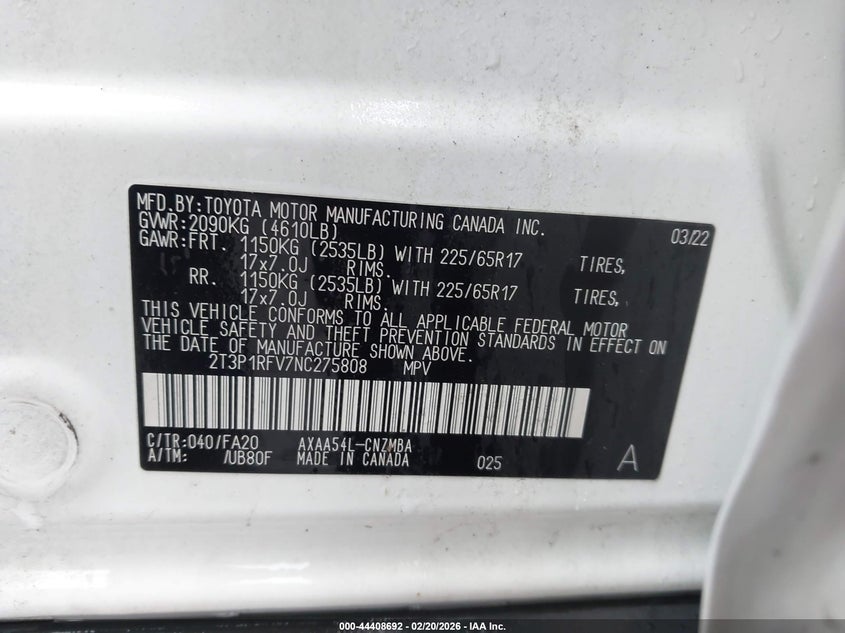 MFD.BY:TOYOTA MOTOR MANUFACTURING CANADA INC. 03/22
GVWR:2090KG (4610LB)
GAWR:FRT. 1150KG (2535LB) WITH 225/65R17 TIRES,
17x7.0J RIMS.
RR. 1150KG (2535LB) WITH 225/65R17 TIRES,
17x7.0J RIMS.
THIS VEHICLE CONFORMS TO ALL APPLICABLE FEDERAL MOTOR
VEHICLE SAFETY AND THEFT PREVENTION STANDARDS IN EFFECT ON
THE DATE OF MANUFACTURE SHOWN ABOVE.
2T3P1RFV7NC275808 MPV
C/TR:040/FA20 AXAA54L-CNZMBA
A/TM: /UB80F MADE IN CANADA 025 A
000-44408692 - 02/20/2026 - IAA Inc.